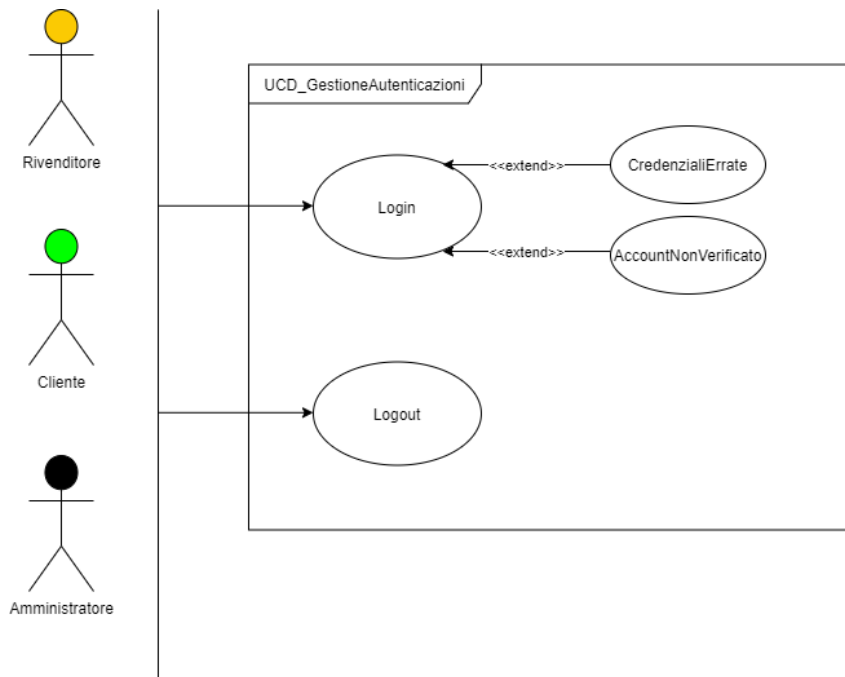 UCD_GestioneAutenticazioni
Rivenditore
<<extend>>
CredenzialiErrate
Login
<<extend>>
AccountNonVerificato
Cliente
Logout
Amministratore